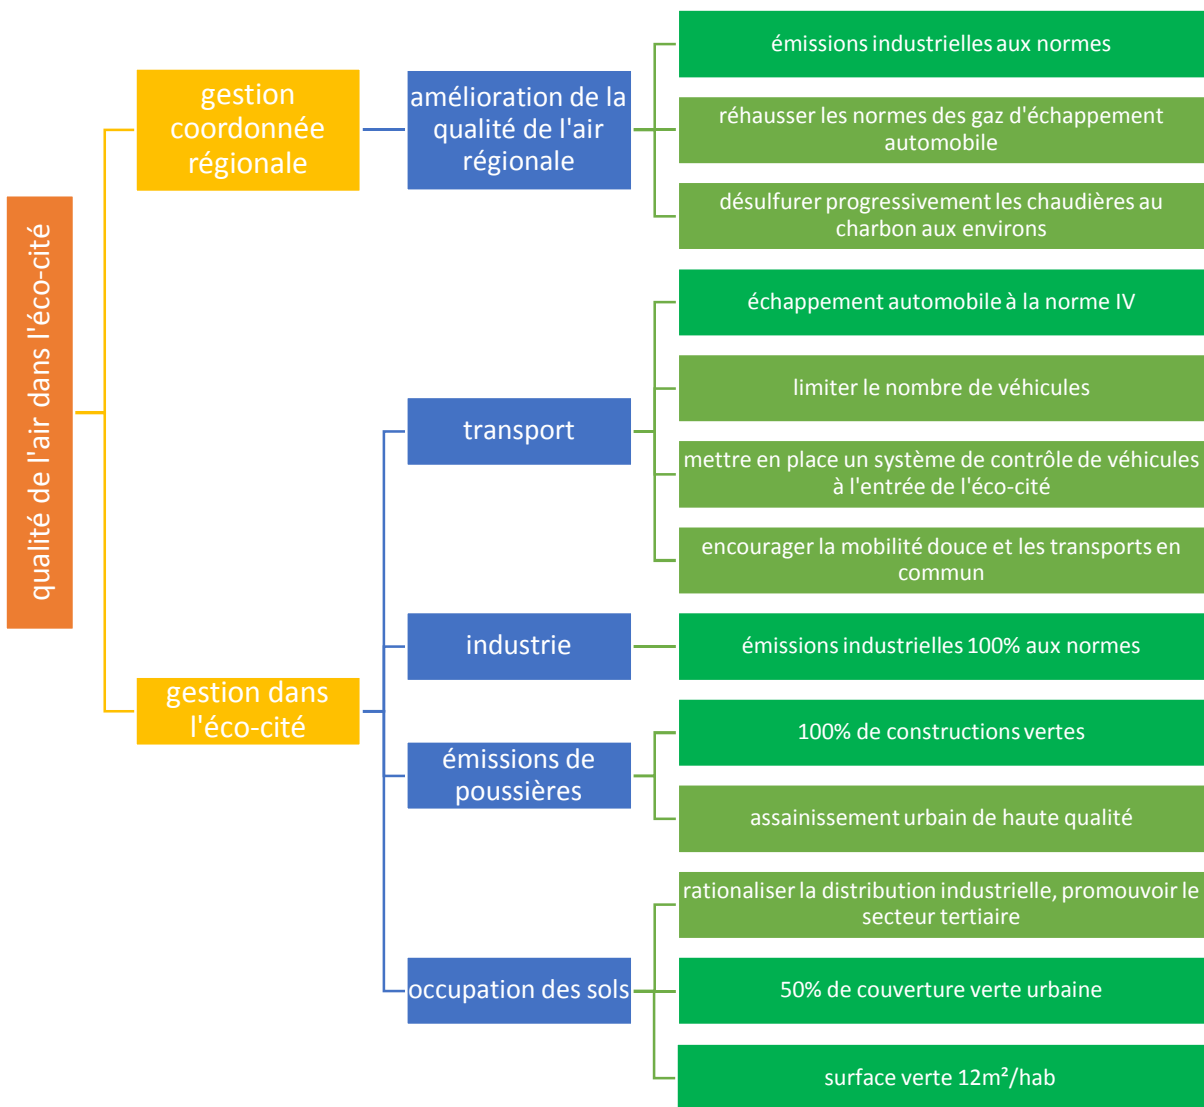 qualité de l'air dans l'éco-cité
gestion
coordonnée
régionale
amélioration de la
qualité de l'air
régionale
émissions industrielles aux normes
réhausser les normes des gaz d'échappement
automobile
désulfurer progressivement les chaudières au
charbon aux environs
gestion dans
l'éco-cité
transport
échappement automobile à la norme IV
limiter le nombre de véhicules
mettre en place un système de contrôle de véhicules
à l'entrée de l'éco-cité
encourager la mobilité douce et les transports en
commun
industrie
émissions industrielles 100% aux normes
émissions de
poussières
100% de constructions vertes
assainissement urbain de haute qualité
occupation des sols
rationaliser la distribution industrielle, promouvoir le
secteur tertiaire
50% de couverture verte urbaine
surface verte 12m²/hab